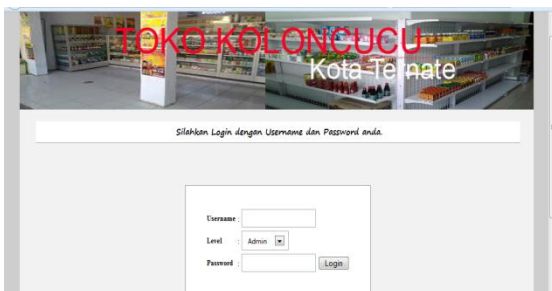 TOKO KOLONCUCU
Kota Ternate
Silahkan Login dengan Username dan Password anda.
Username :
Level : Admin
Password : Login